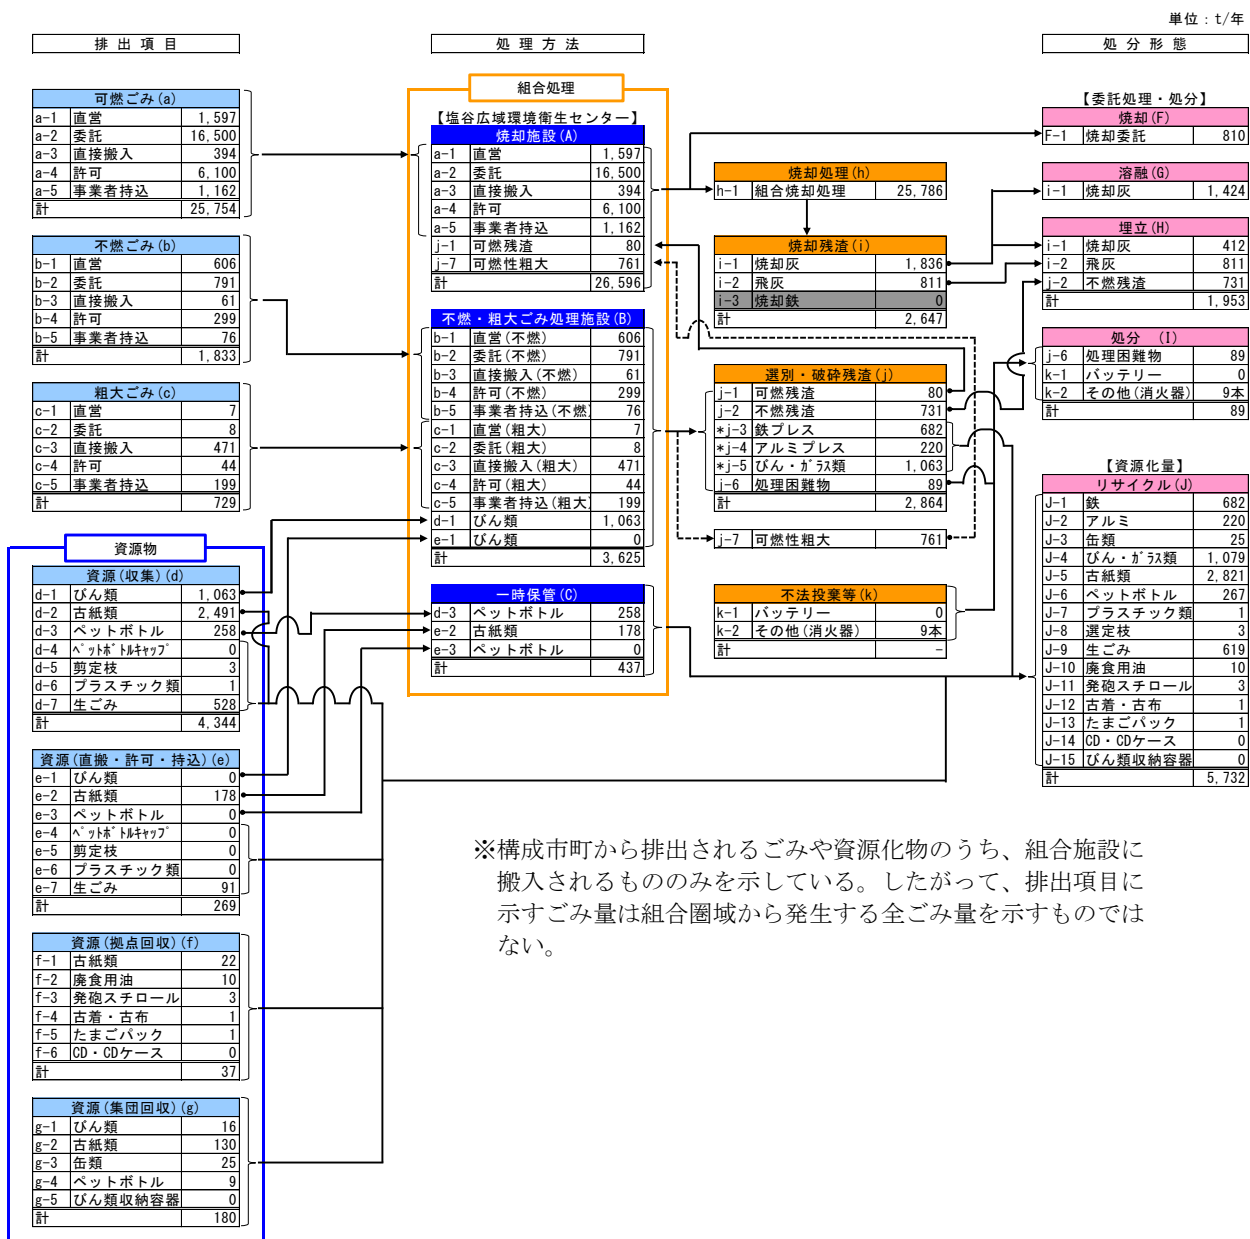 単位：t/年
排 出 項 目
処 理 方 法
処 分 形 態
可燃ごみ(a)
a-1 直営 1,597
a-2 委託 16,500
a-3 直接搬入 394
a-4 許可 6,100
a-5 事業者持込 1,162
計 25,754
不燃ごみ(b)
b-1 直営 606
b-2 委託 791
b-3 直接搬入 61
b-4 許可 299
b-5 事業者持込 76
計 1,833
粗大ごみ(c)
c-1 直営 7
c-2 委託 8
c-3 直接搬入 471
c-4 許可 44
c-5 事業者持込 199
計 729
資源物
資源(収集)(d)
d-1 びん類 1,063
d-2 古紙類 2,491
d-3 ペットボトル 258
d-4 ペットボトルキャップ 0
d-5 剪定枝 3
d-6 プラスチック類 1
d-7 生ごみ 528
計 4,344
資源(直搬・許可・持込)(e)
e-1 びん類 0
e-2 古紙類 178
e-3 ペットボトル 0
e-4 ペットボトルキャップ 0
e-5 剪定枝 0
e-6 プラスチック類 0
e-7 生ごみ 91
計 269
資源(拠点回収)(f)
f-1 古紙類 22
f-2 廃食用油 10
f-3 発砲スチロール 3
f-4 古着・古布 1
f-5 たまごパック 1
f-6 CD・CDケース 0
計 37
資源(集団回収)(g)
g-1 びん類 16
g-2 古紙類 130
g-3 缶類 25
g-4 ペットボトル 9
g-5 びん類収納容器 0
計 180
組合処理
【塩谷広域環境衛生センター】
焼却施設(A)
a-1 直営 1,597
a-2 委託 16,500
a-3 直接搬入 394
a-4 許可 6,100
a-5 事業者持込 1,162
j-1 可燃残渣 80
j-7 可燃性粗大 761
計 26,596
不燃・粗大ごみ処理施設(B)
b-1 直営(不燃) 606
b-2 委託(不燃) 791
b-3 直接搬入(不燃) 61
b-4 許可(不燃) 299
b-5 事業者持込(不燃 76
c-1 直営(粗大) 7
c-2 委託(粗大) 8
c-3 直接搬入(粗大) 471
c-4 許可(粗大) 44
c-5 事業者持込(粗大 199
d-1 びん類 1,063
e-1 びん類 0
計 3,625
一時保管(C)
d-3 ペットボトル 258
e-2 古紙類 178
e-3 ペットボトル 0
計 437
焼却処理(h)
h-1 組合焼却処理 25,786
焼却残渣(i)
i-1 焼却灰 1,836
i-2 飛灰 811
i-3 焼却鉄 0
計 2,647
選別・破砕残渣(j)
j-1 可燃残渣 80
j-2 不燃残渣 731
*j-3 鉄プレス 682
*j-4 アルミプレス 220
*j-5 びん・ガラス類 1,063
j-6 処理困難物 89
計 2,864
j-7 可燃性粗大 761
不法投棄等(k)
k-1 バッテリー 0
k-2 その他(消火器) 9本
計 -
【委託処理・処分】
焼却(F)
F-1 焼却委託 810
溶融(G)
i-1 焼却灰 1,424
埋立(H)
i-1 焼却灰 412
i-2 飛灰 811
j-2 不燃残渣 731
計 1,953
処分 (I)
j-6 処理困難物 89
k-1 バッテリー 0
k-2 その他(消火器) 9本
計 89
【資源化量】
リサイクル(J)
J-1 鉄 682
J-2 アルミ 220
J-3 缶類 25
J-4 びん・ガラス類 1,079
J-5 古紙類 2,821
J-6 ペットボトル 267
J-7 プラスチック類 1
J-8 選定枝 3
J-9 生ごみ 619
J-10 廃食用油 10
J-11 発砲スチロール 3
J-12 古着・古布 1
J-13 たまごパック 1
J-14 CD・CDケース 0
J-15 びん類収納容器 0
計 5,732
※構成市町から排出されるごみや資源化物のうち、組合施設に
搬入されるもののみを示している。したがって、排出項目に
示すごみ量は組合圏域から発生する全ごみ量を示すものでは
ない。